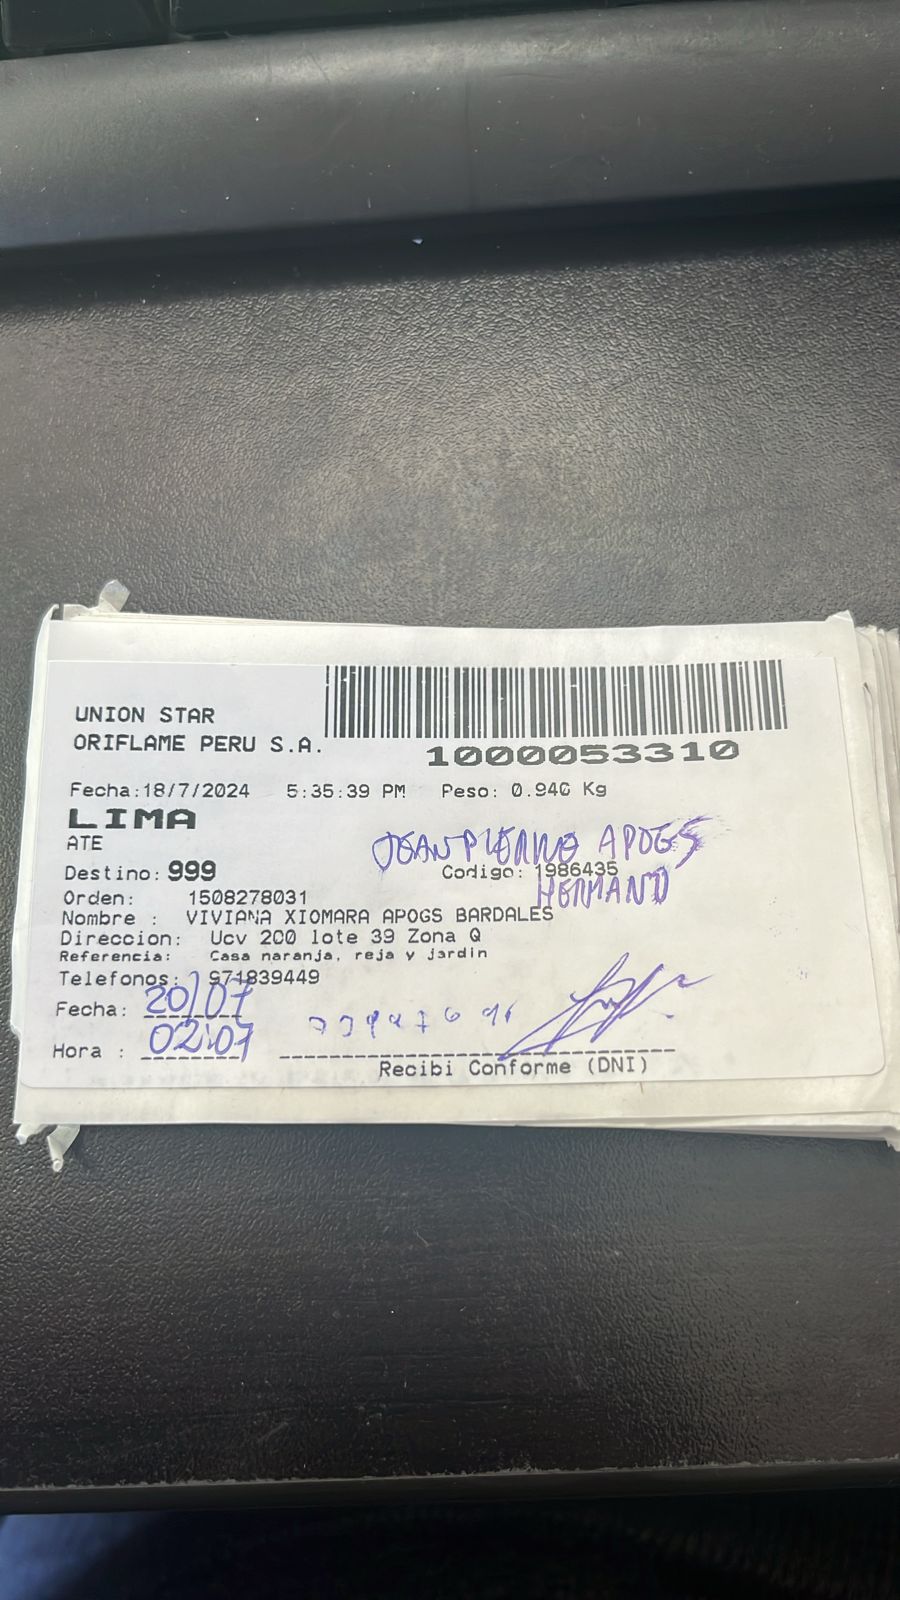 UNION STAR
ORIFLAME PERU S.A.
1000053310
Fecha:18/7/2024 5:35:39 PM Peso: 0.946 Kg
LIMA
ATE
APOGS
Destino: 999 Codigo: 1986435
HERMANO
Orden: 1508278031
Nombre : VIVIANA XIOMARA APOGS BARDALES
Direccion: Ucv 200 lote 39 Zona Q
Referencia: Casa naranja, reja y jardin
Telefonos: 971839449
Fecha: 20/07
Hora : 02:07
Recibi Conforme (DNI)